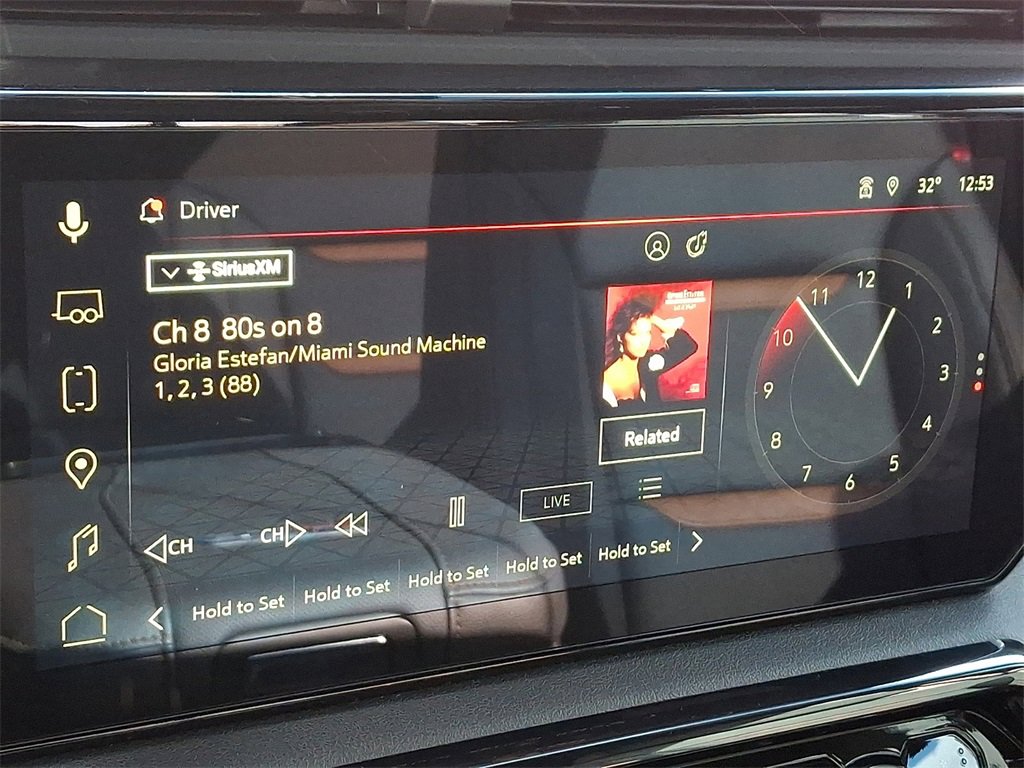 Driver
32° 12:53
SiriusXM
Ch 8 80s on 8
Gloria Estefan/Miami Sound Machine
1, 2, 3 (88)
Related
12
1
2
3
4
5
6
7
8
9
10
11
CH
CH
LIVE
Hold to Set
Hold to Set
Hold to Set
Hold to Set
Hold to Set